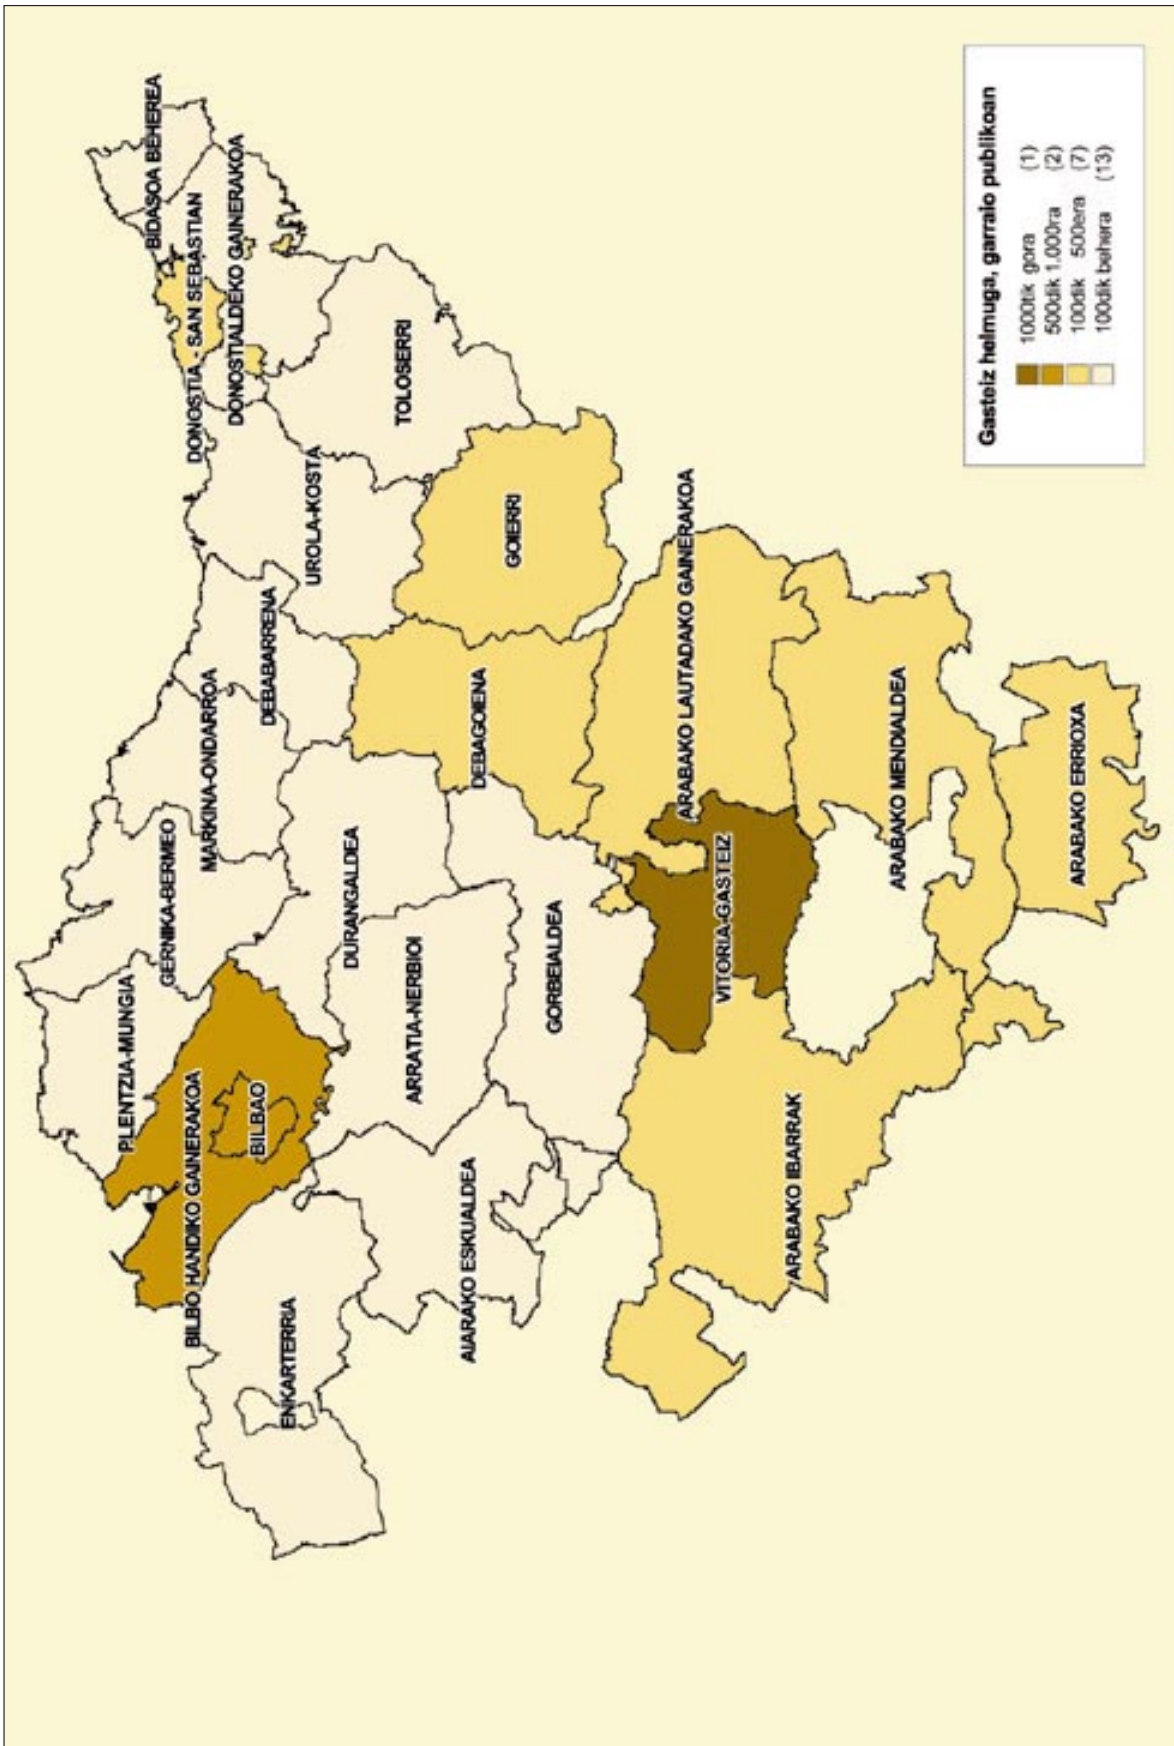 BIDASOA BEHEREA
DONOSTIA - SAN SEBASTIAN
DONOSTIALDEKO GAINERAKOA
TOLOSERRI
UROLA-KOSTA
GOIERRI
DEBABARRENA
MARKINA-ONDARROA
DEBAGOIENA
GERNIKA-BERMEO
PLENTZIA-MUNGIA
DURANGALDEA
BILBO HANDIKO GAINERAKOA
BILBAO
ARRATIA-NERBIOI
GORBEIALDEA
ENKARTERRIA
AIARAKO ESKUALDEA
ARABAKO LAUTADAKO GAINERAKOA
VITORIA-GASTEIZ
ARABAKO MENDIALDEA
ARABAKO IBARRAK
ARABAKO ERRIOXA
Gasteiz helmuga, garraio publikoan
1000tik gora (1)
500dik 1.000ra (2)
100dik 500era (7)
100dik behera (13)